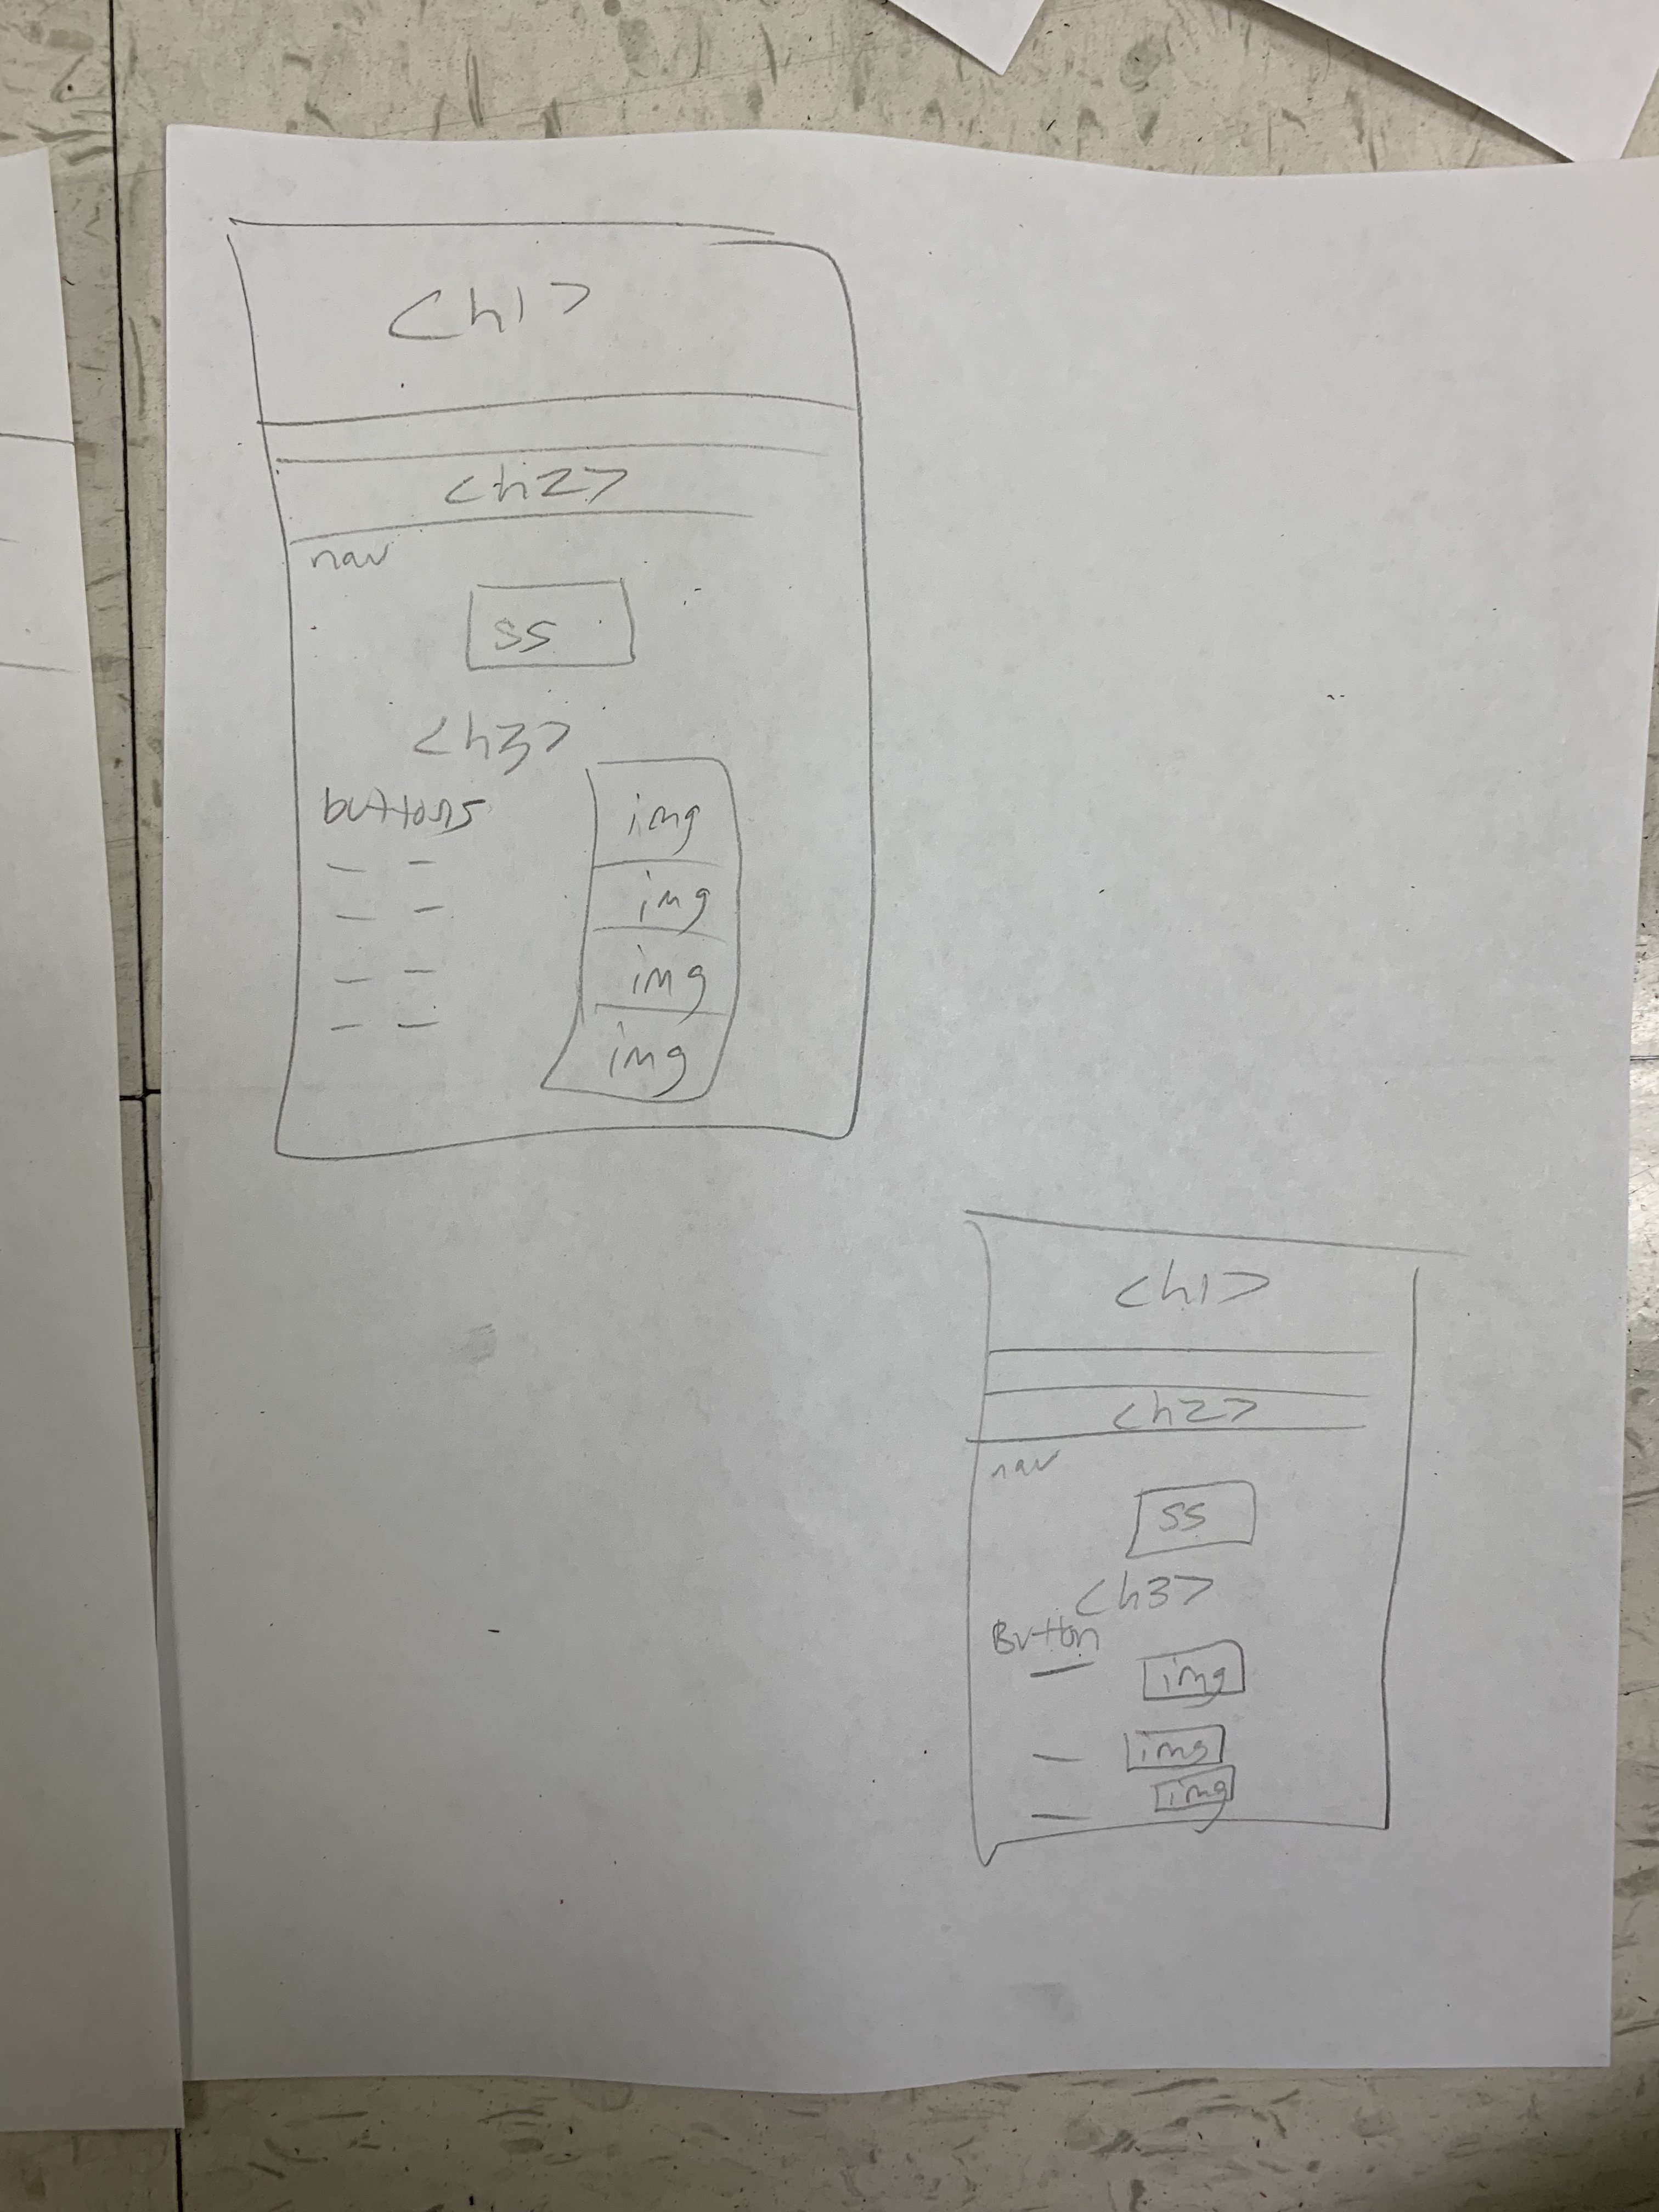 <h1>
<h2>
nav
ss
<h3>
buttons
img
img
img
img
<h1>
<h2>
nav
ss
<h3>
Button
img
img
img